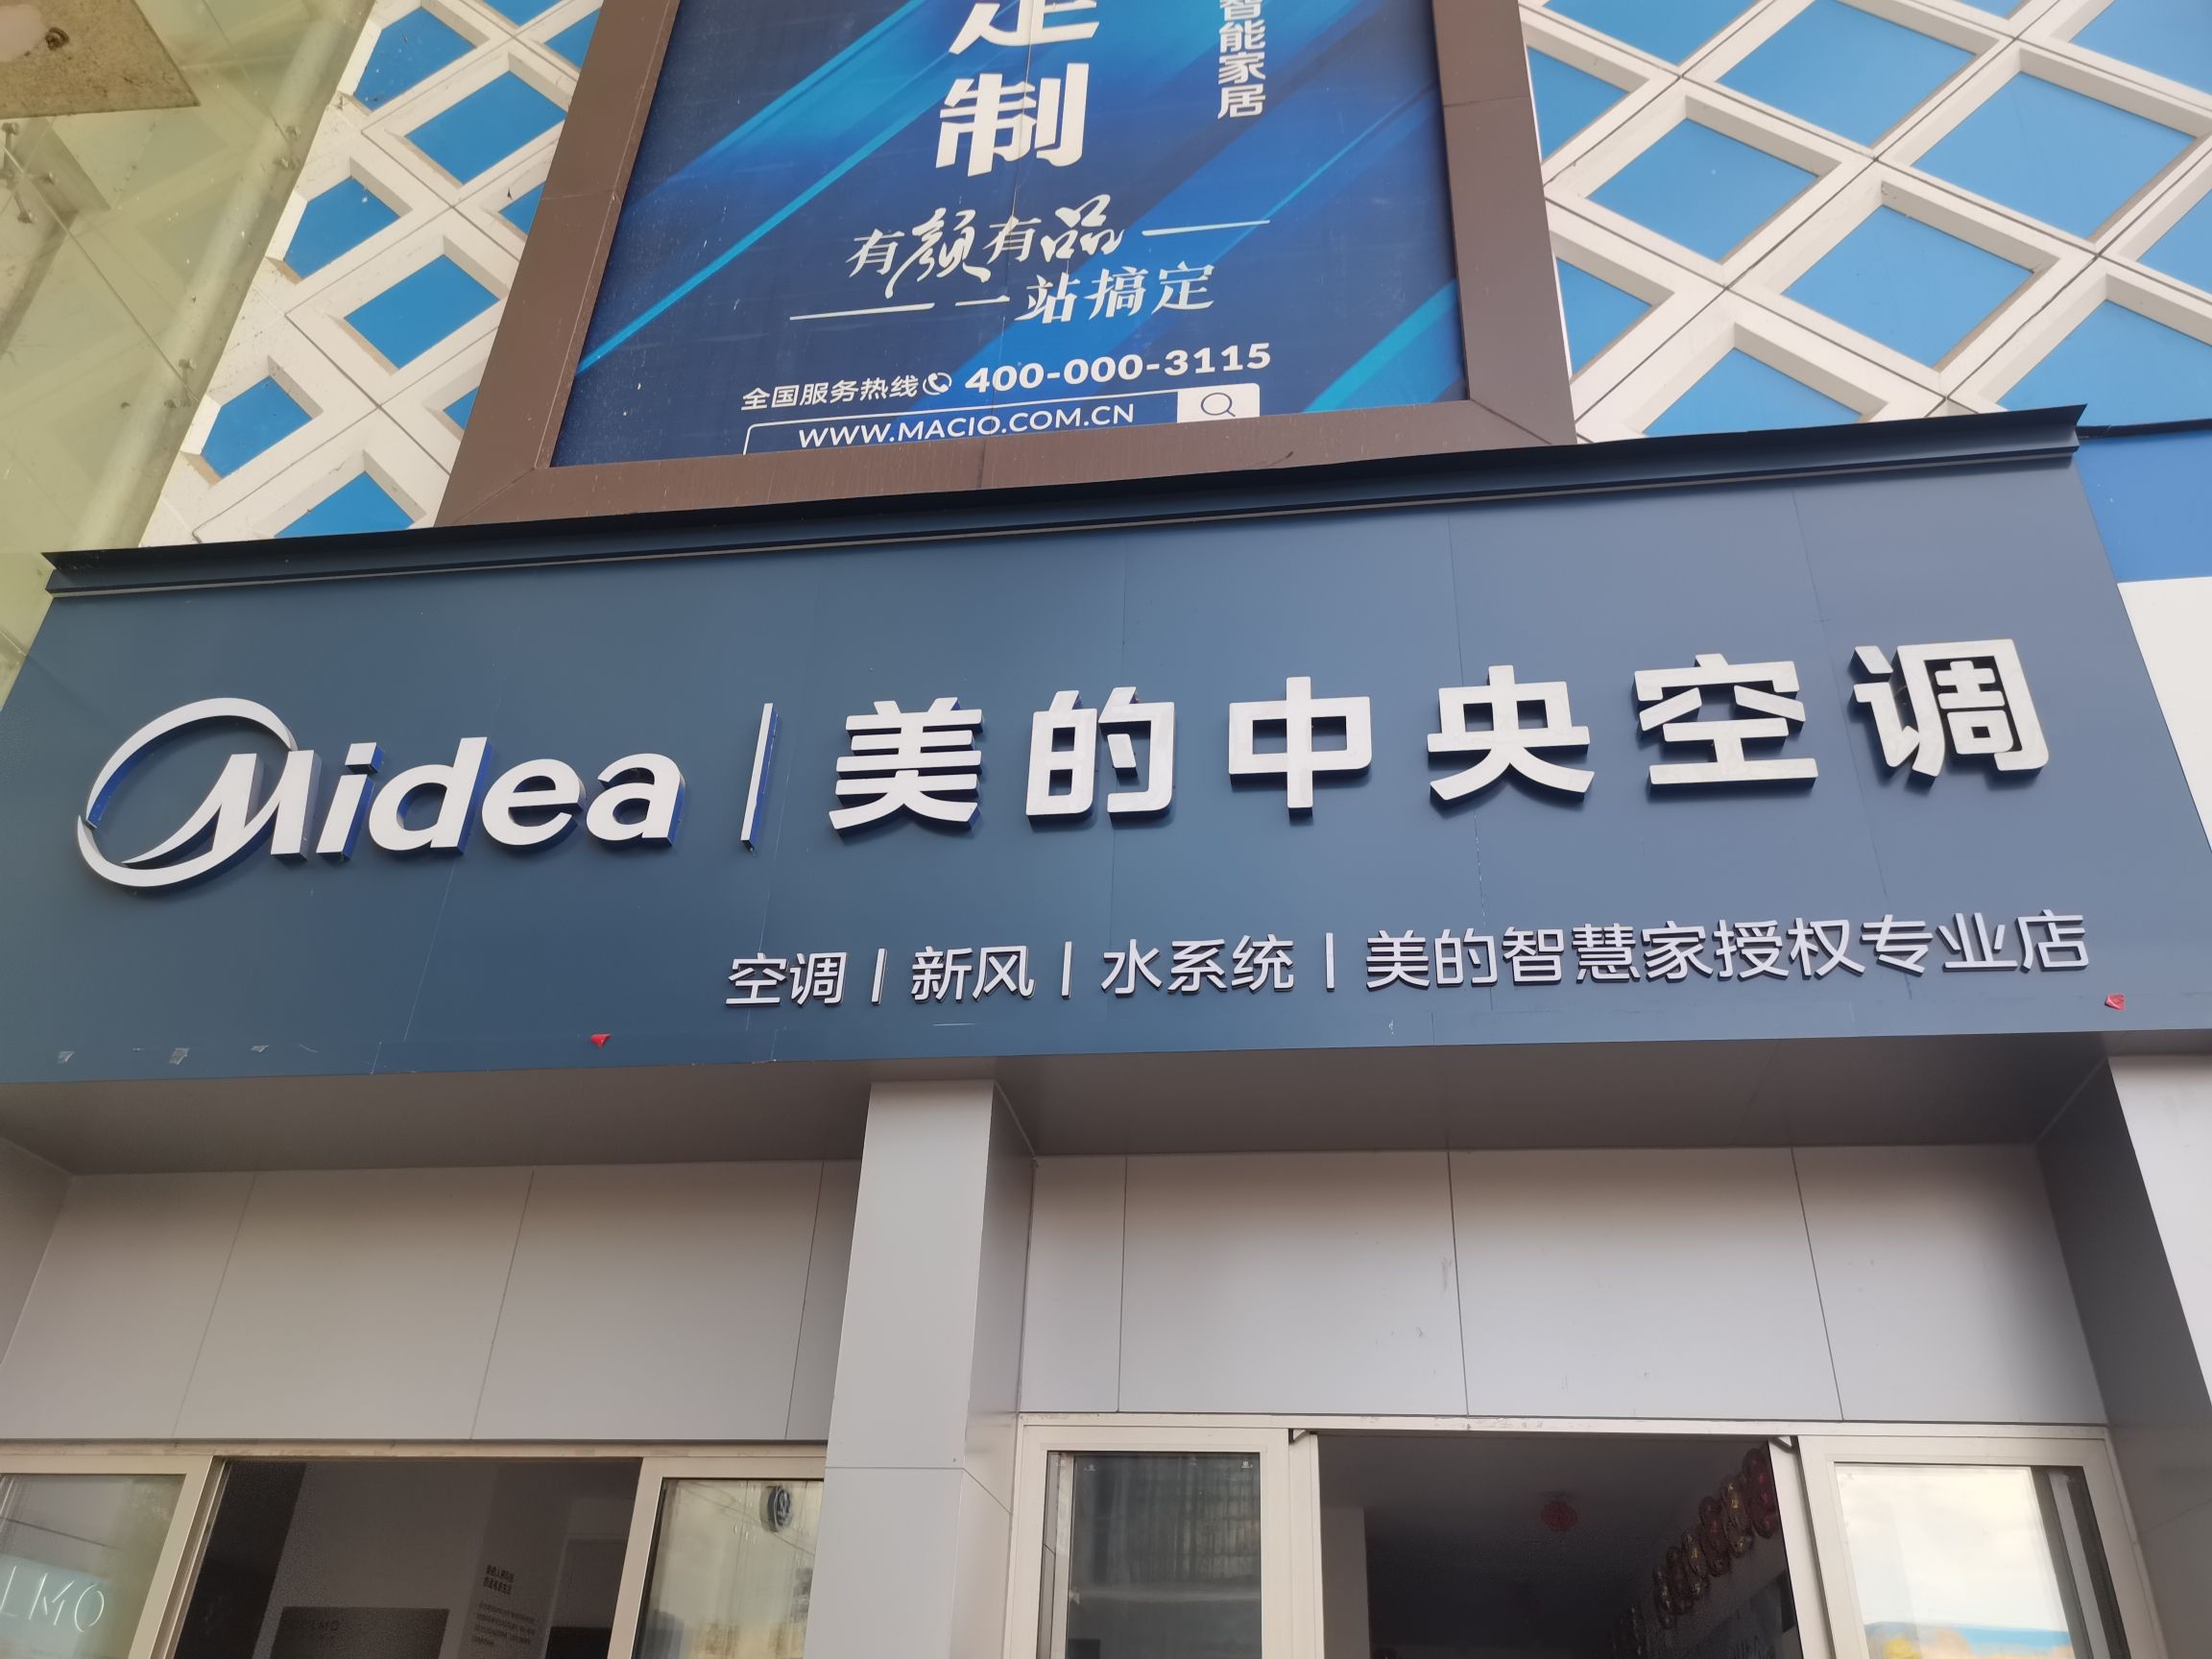 定
制
智能家居
有颜有品
一站搞定
全国服务热线 400-000-3115
WWW.MACIO.COM.CN
Midea | 美的中央空调
空调 | 新风 | 水系统 | 美的智慧家授权专业店
LMO